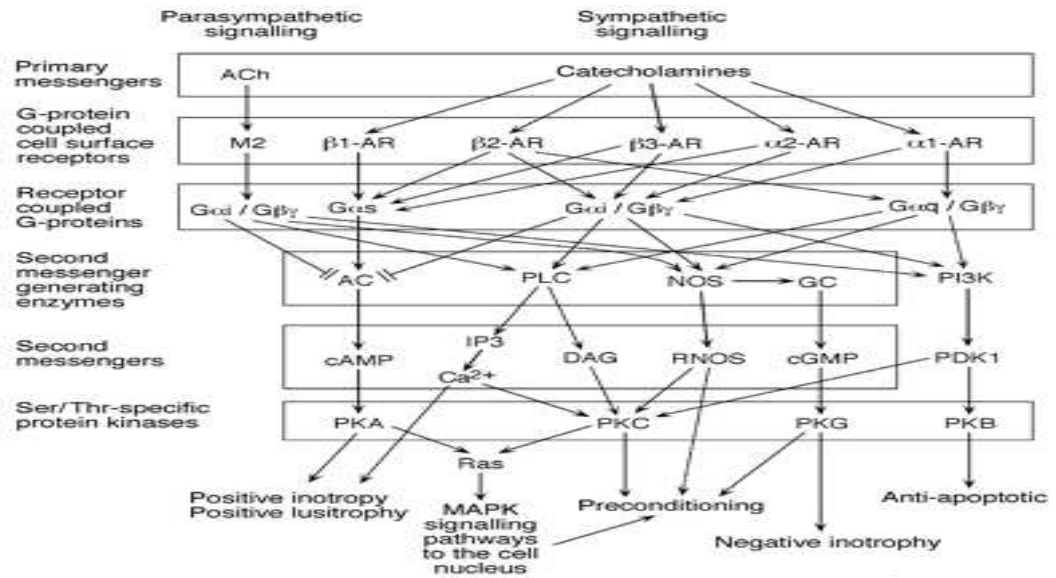 Parasympathetic
signalling
Sympathetic
signalling
Primary
messengers
ACh
Catecholamines
G-protein
coupled
cell surface
receptors
M2
β1-AR
β2-AR
β3-AR
α2-AR
α1-AR
Receptor
coupled
G-proteins
Gαi / Gβγ
Gαs
Gαi / Gβγ
Gαq / Gβγ
Second
messenger
generating
enzymes
AC
PLC
NOS
GC
PI3K
Second
messengers
cAMP
IP3
Ca²⁺
DAG
RNOS
cGMP
PDK1
Ser/Thr-specific
protein kinases
PKA
PKC
PKG
PKB
Ras
Positive inotropy
Positive lusitrophy
MAPK
signalling
pathways
to the cell
nucleus
Preconditioning
Negative inotrophy
Anti-apoptotic